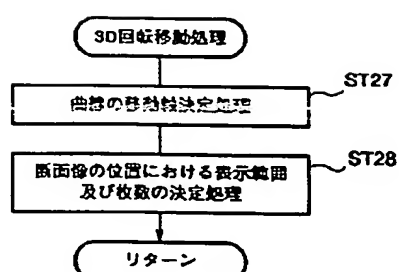 3D回転移動処理
ST27
曲線の移動軸決定処理
ST28
断面像の位置における表示範囲
及び枚数の決定処理
リターン